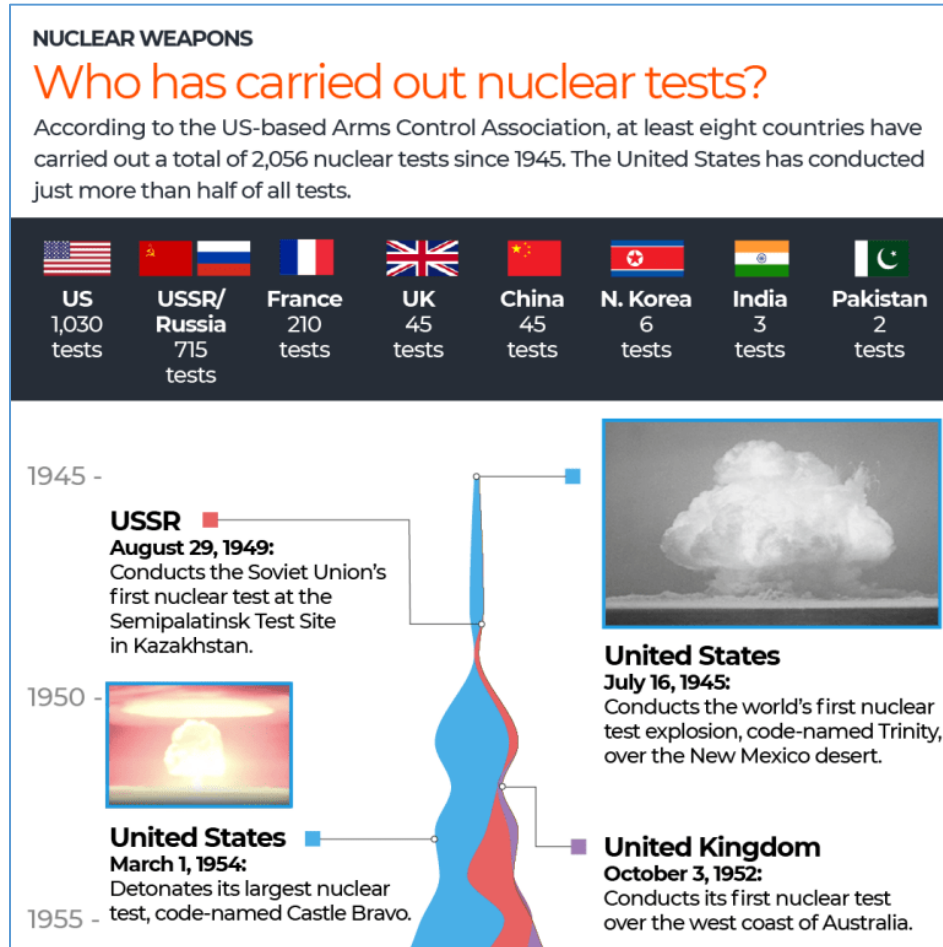 NUCLEAR WEAPONS
Who has carried out nuclear tests?
According to the US-based Arms Control Association, at least eight countries have
carried out a total of 2,056 nuclear tests since 1945. The United States has conducted
just more than half of all tests.
US
1,030
tests
USSR/
Russia
715
tests
France
210
tests
UK
45
tests
China
45
tests
N. Korea
6
tests
India
3
tests
Pakistan
2
tests
1945 -
USSR
August 29, 1949:
Conducts the Soviet Union's
first nuclear test at the
Semipalatinsk Test Site
in Kazakhstan.
United States
July 16, 1945:
Conducts the world's first nuclear
test explosion, code-named Trinity,
over the New Mexico desert.
1950 -
United States
March 1, 1954:
Detonates its largest nuclear
test, code-named Castle Bravo.
United Kingdom
October 3, 1952:
Conducts its first nuclear test
over the west coast of Australia.
1955 -